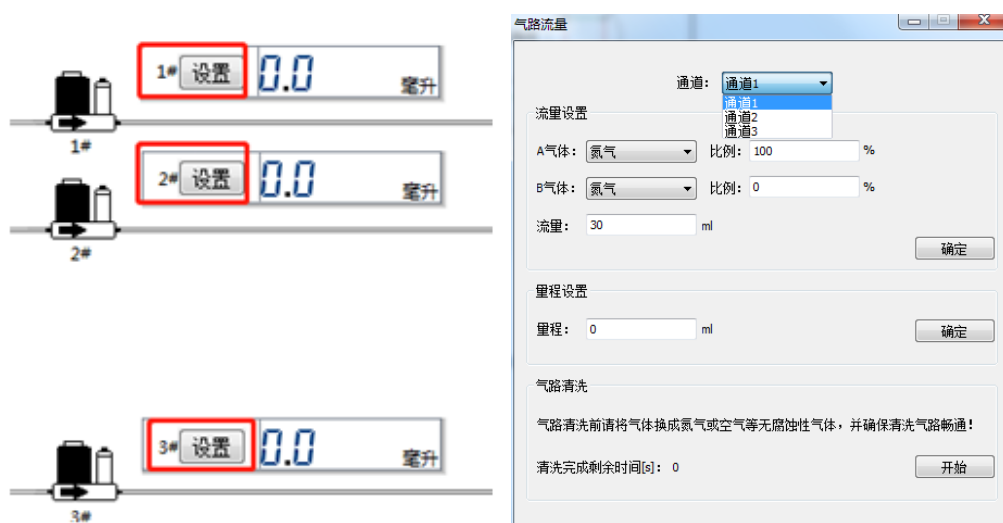 1# 设置 0.0 毫升
1#
2# 设置 0.0 毫升
2#
3# 设置 0.0 毫升
3#
气路流量
通道： 通道1
通道1
通道2
通道3
流量设置
A气体： 氮气 比例： 100 %
B气体： 氮气 比例： 0 %
流量： 30 ml
确定
量程设置
量程： 0 ml 确定
气路清洗
气路清洗前请将气体换成氮气或空气等无腐蚀性气体，并确保清洗气路畅通！
清洗完成剩余时间[s]： 0 开始